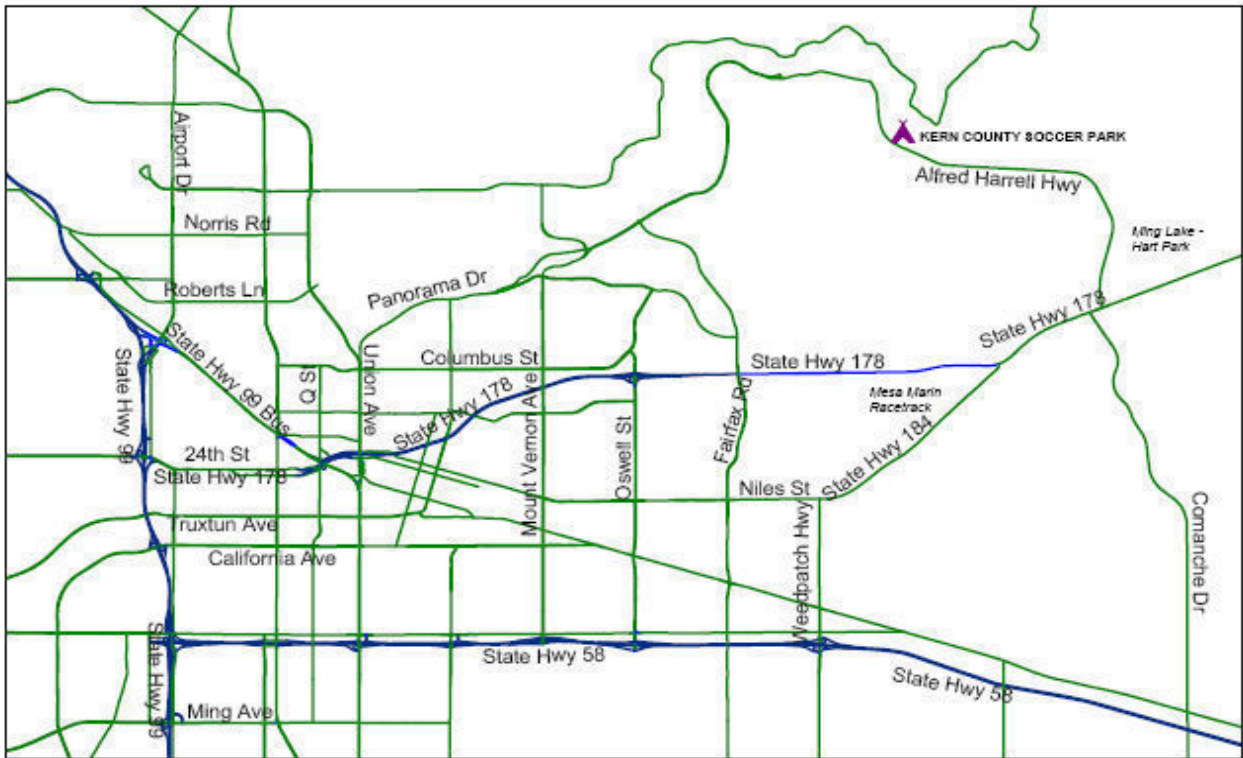 Airport Dr
KERN COUNTY SOCCER PARK
Alfred Harrell Hwy
Norris Rd
Ming Lake -
Hart Park
Roberts Ln
Panorama Dr
State Hwy 178
State Hwy 99 Bus
State Hwy 99
Union Ave
Columbus St
State Hwy 178
Q St
State Hwy 178
Mesa Marin
Racetrack
Mount Vernon Ave
Fairfax Rd
Oswell St
State Hwy 184
24th St
State Hwy 178
Niles St
Truxtun Ave
California Ave
Weedpatch Hwy
Comanche Dr
State Hwy 99
State Hwy 58
State Hwy 58
Ming Ave